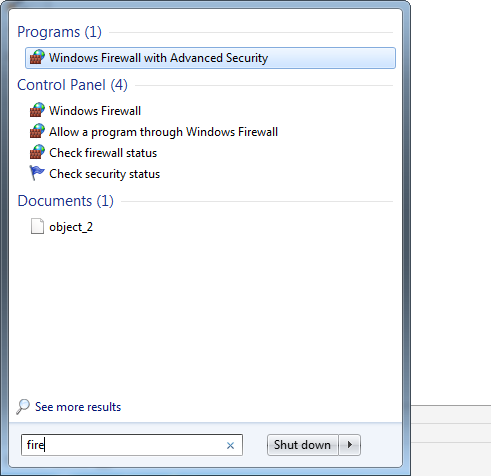 Programs (1)
Windows Firewall with Advanced Security
Control Panel (4)
Windows Firewall
Allow a program through Windows Firewall
Check firewall status
Check security status
Documents (1)
object_2
See more results
fire
Shut down